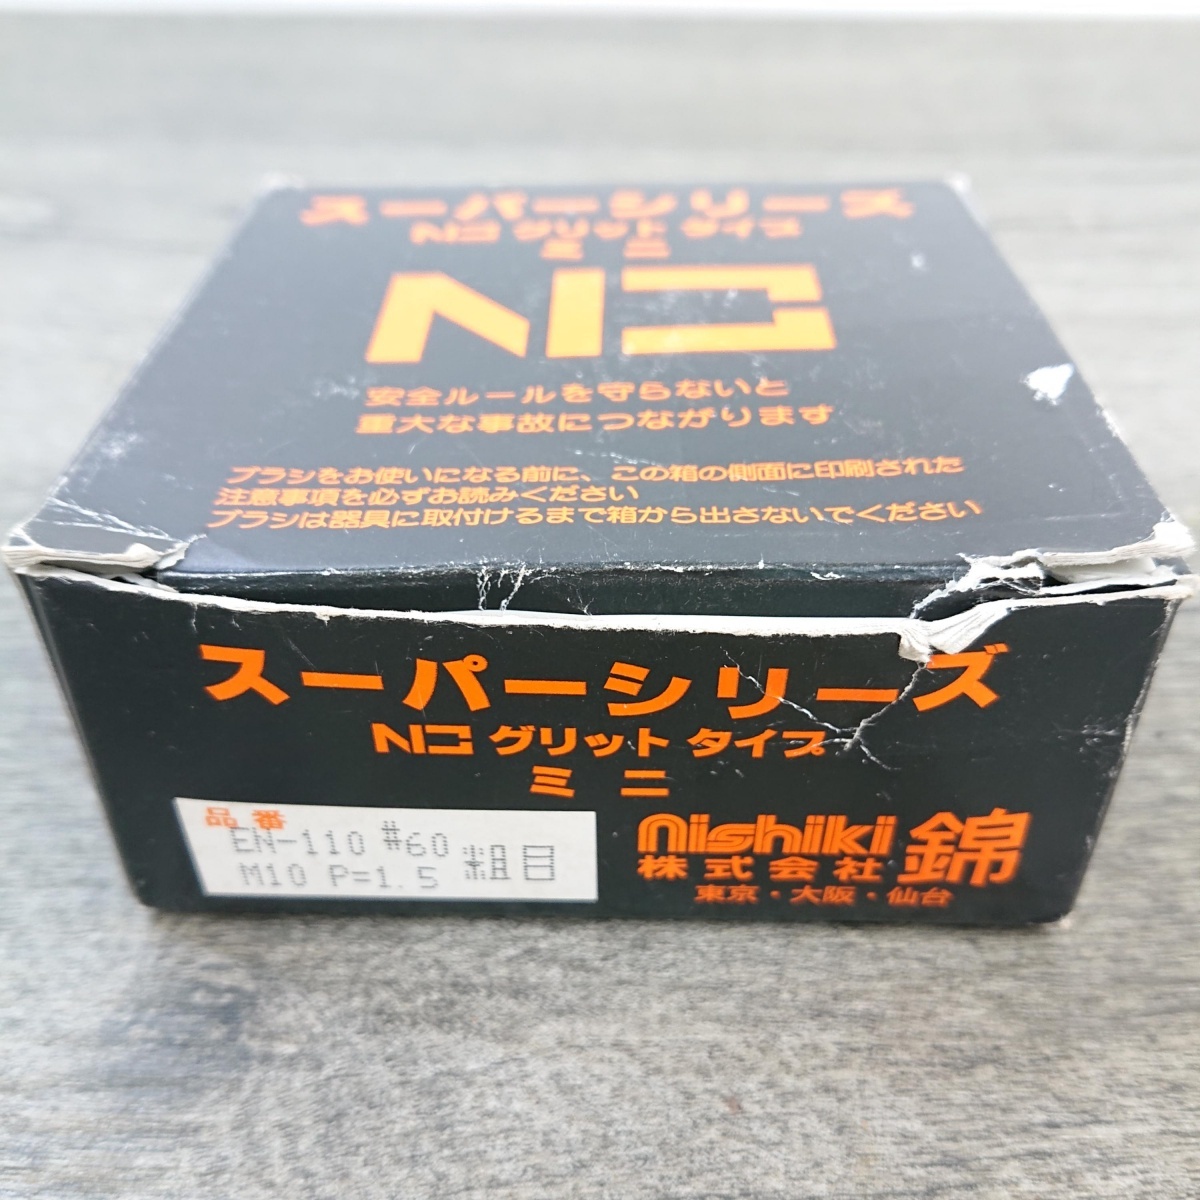 スーパーシリーズ
NCグリット タイプ
ミニ
NC
安全ルールを守らないと
重大な事故につながります
ブラシをお使いになる前に、この箱の側面に印刷された
注意事項を必ずお読みください
ブラシは器具に取付けるまで箱から出さないでください
スーパーシリーズ
NCグリット タイプ
ミニ
品番
EN-110 #60 粗目
M10 P=1.5
nishiki 錦
株式会社
東京・大阪・仙台